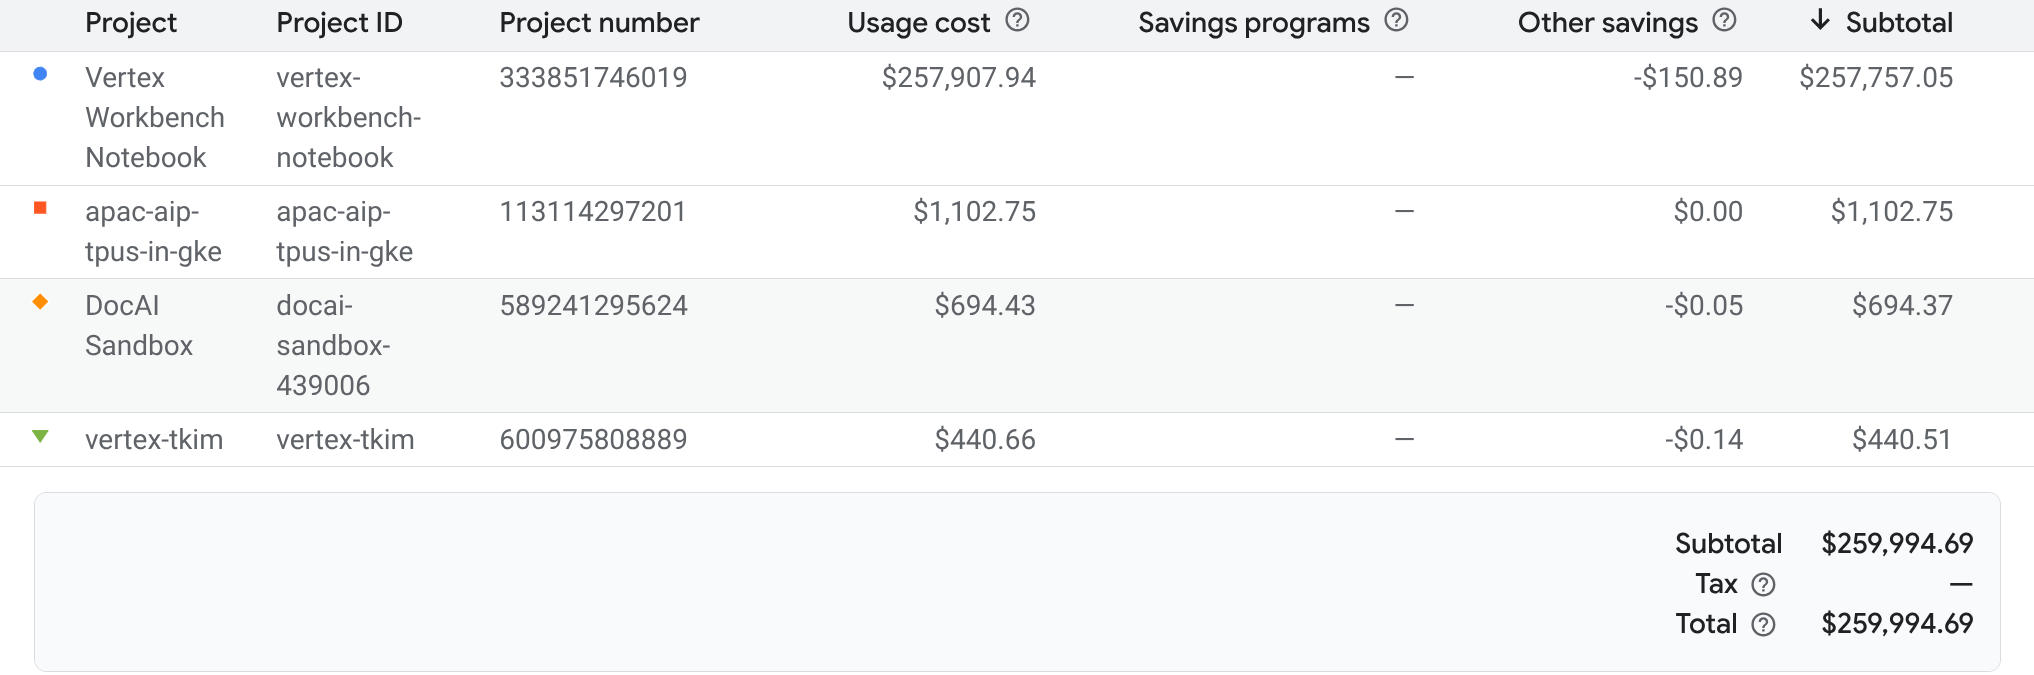 Project Project ID Project number Usage cost Savings programs Other savings ↓ Subtotal
Vertex vertex- 333851746019 $257,907.94 — -$150.89 $257,757.05
Workbench workbench-
Notebook notebook
apac-aip- apac-aip- 113114297201 $1,102.75 — $0.00 $1,102.75
tpus-in-gke tpus-in-gke
DocAI docai- 589241295624 $694.43 — -$0.05 $694.37
Sandbox sandbox-
439006
vertex-tkim vertex-tkim 600975808889 $440.66 — -$0.14 $440.51
Subtotal $259,994.69
Tax —
Total $259,994.69